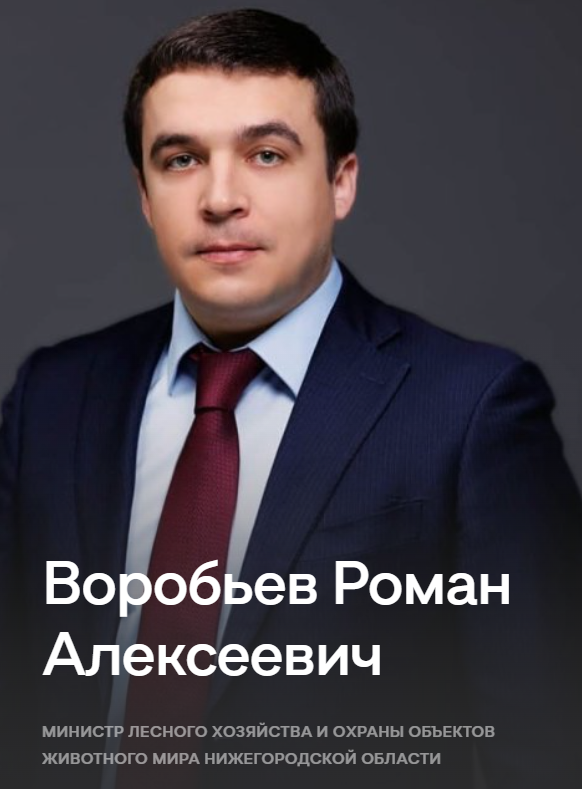 Воробьев Роман
Алексеевич
МИНИСТР ЛЕСНОГО ХОЗЯЙСТВА И ОХРАНЫ ОБЪЕКТОВ
ЖИВОТНОГО МИРА НИЖЕГОРОДСКОЙ ОБЛАСТИ